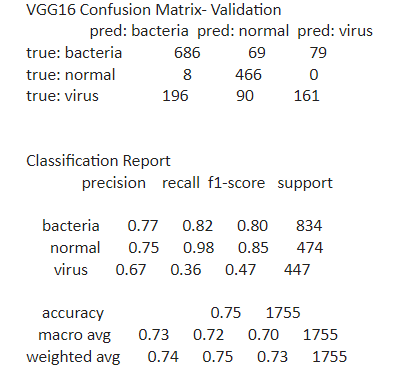 VGG16 Confusion Matrix- Validation
pred: bacteria pred: normal pred: virus
true: bacteria 686 69 79
true: normal 8 466 0
true: virus 196 90 161
Classification Report
precision recall f1-score support
bacteria 0.77 0.82 0.80 834
normal 0.75 0.98 0.85 474
virus 0.67 0.36 0.47 447
accuracy 0.75 1755
macro avg 0.73 0.72 0.70 1755
weighted avg 0.74 0.75 0.73 1755